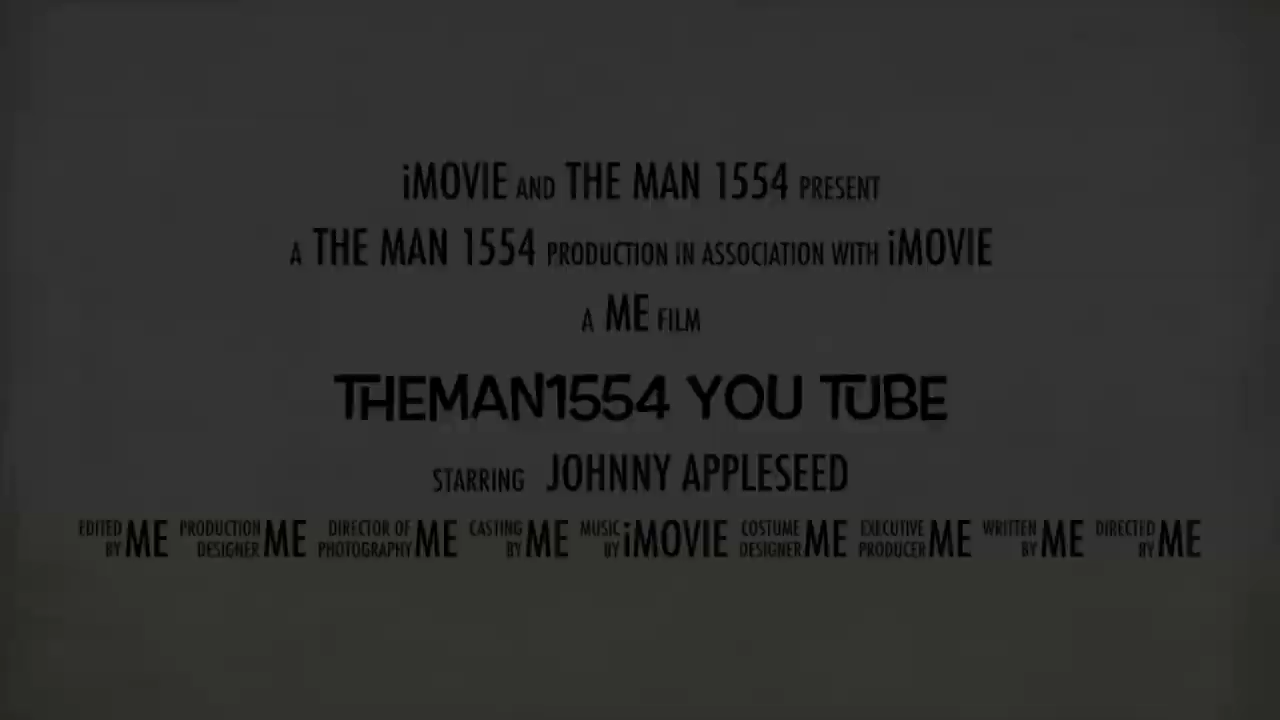 iMOVIE AND THE MAN 1554 PRESENT
A THE MAN 1554 PRODUCTION IN ASSOCIATION WITH iMOVIE
A ME FILM
THEMAN1554 YOU TUBE
STARRING JOHNNY APPLESEED
EDITED BY ME PRODUCTION DESIGNER ME DIRECTOR OF PHOTOGRAPHY ME CASTING BY ME MUSIC BY iMOVIE COSTUME DESIGNER ME EXECUTIVE PRODUCER ME WRITTEN BY ME DIRECTED BY ME